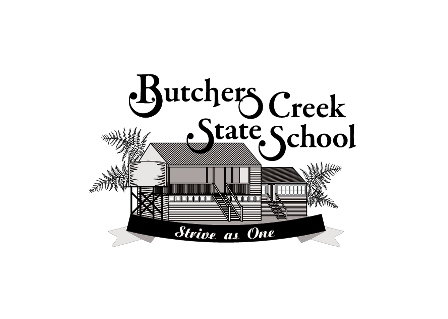 Butchers Creek
State School
Strive as One